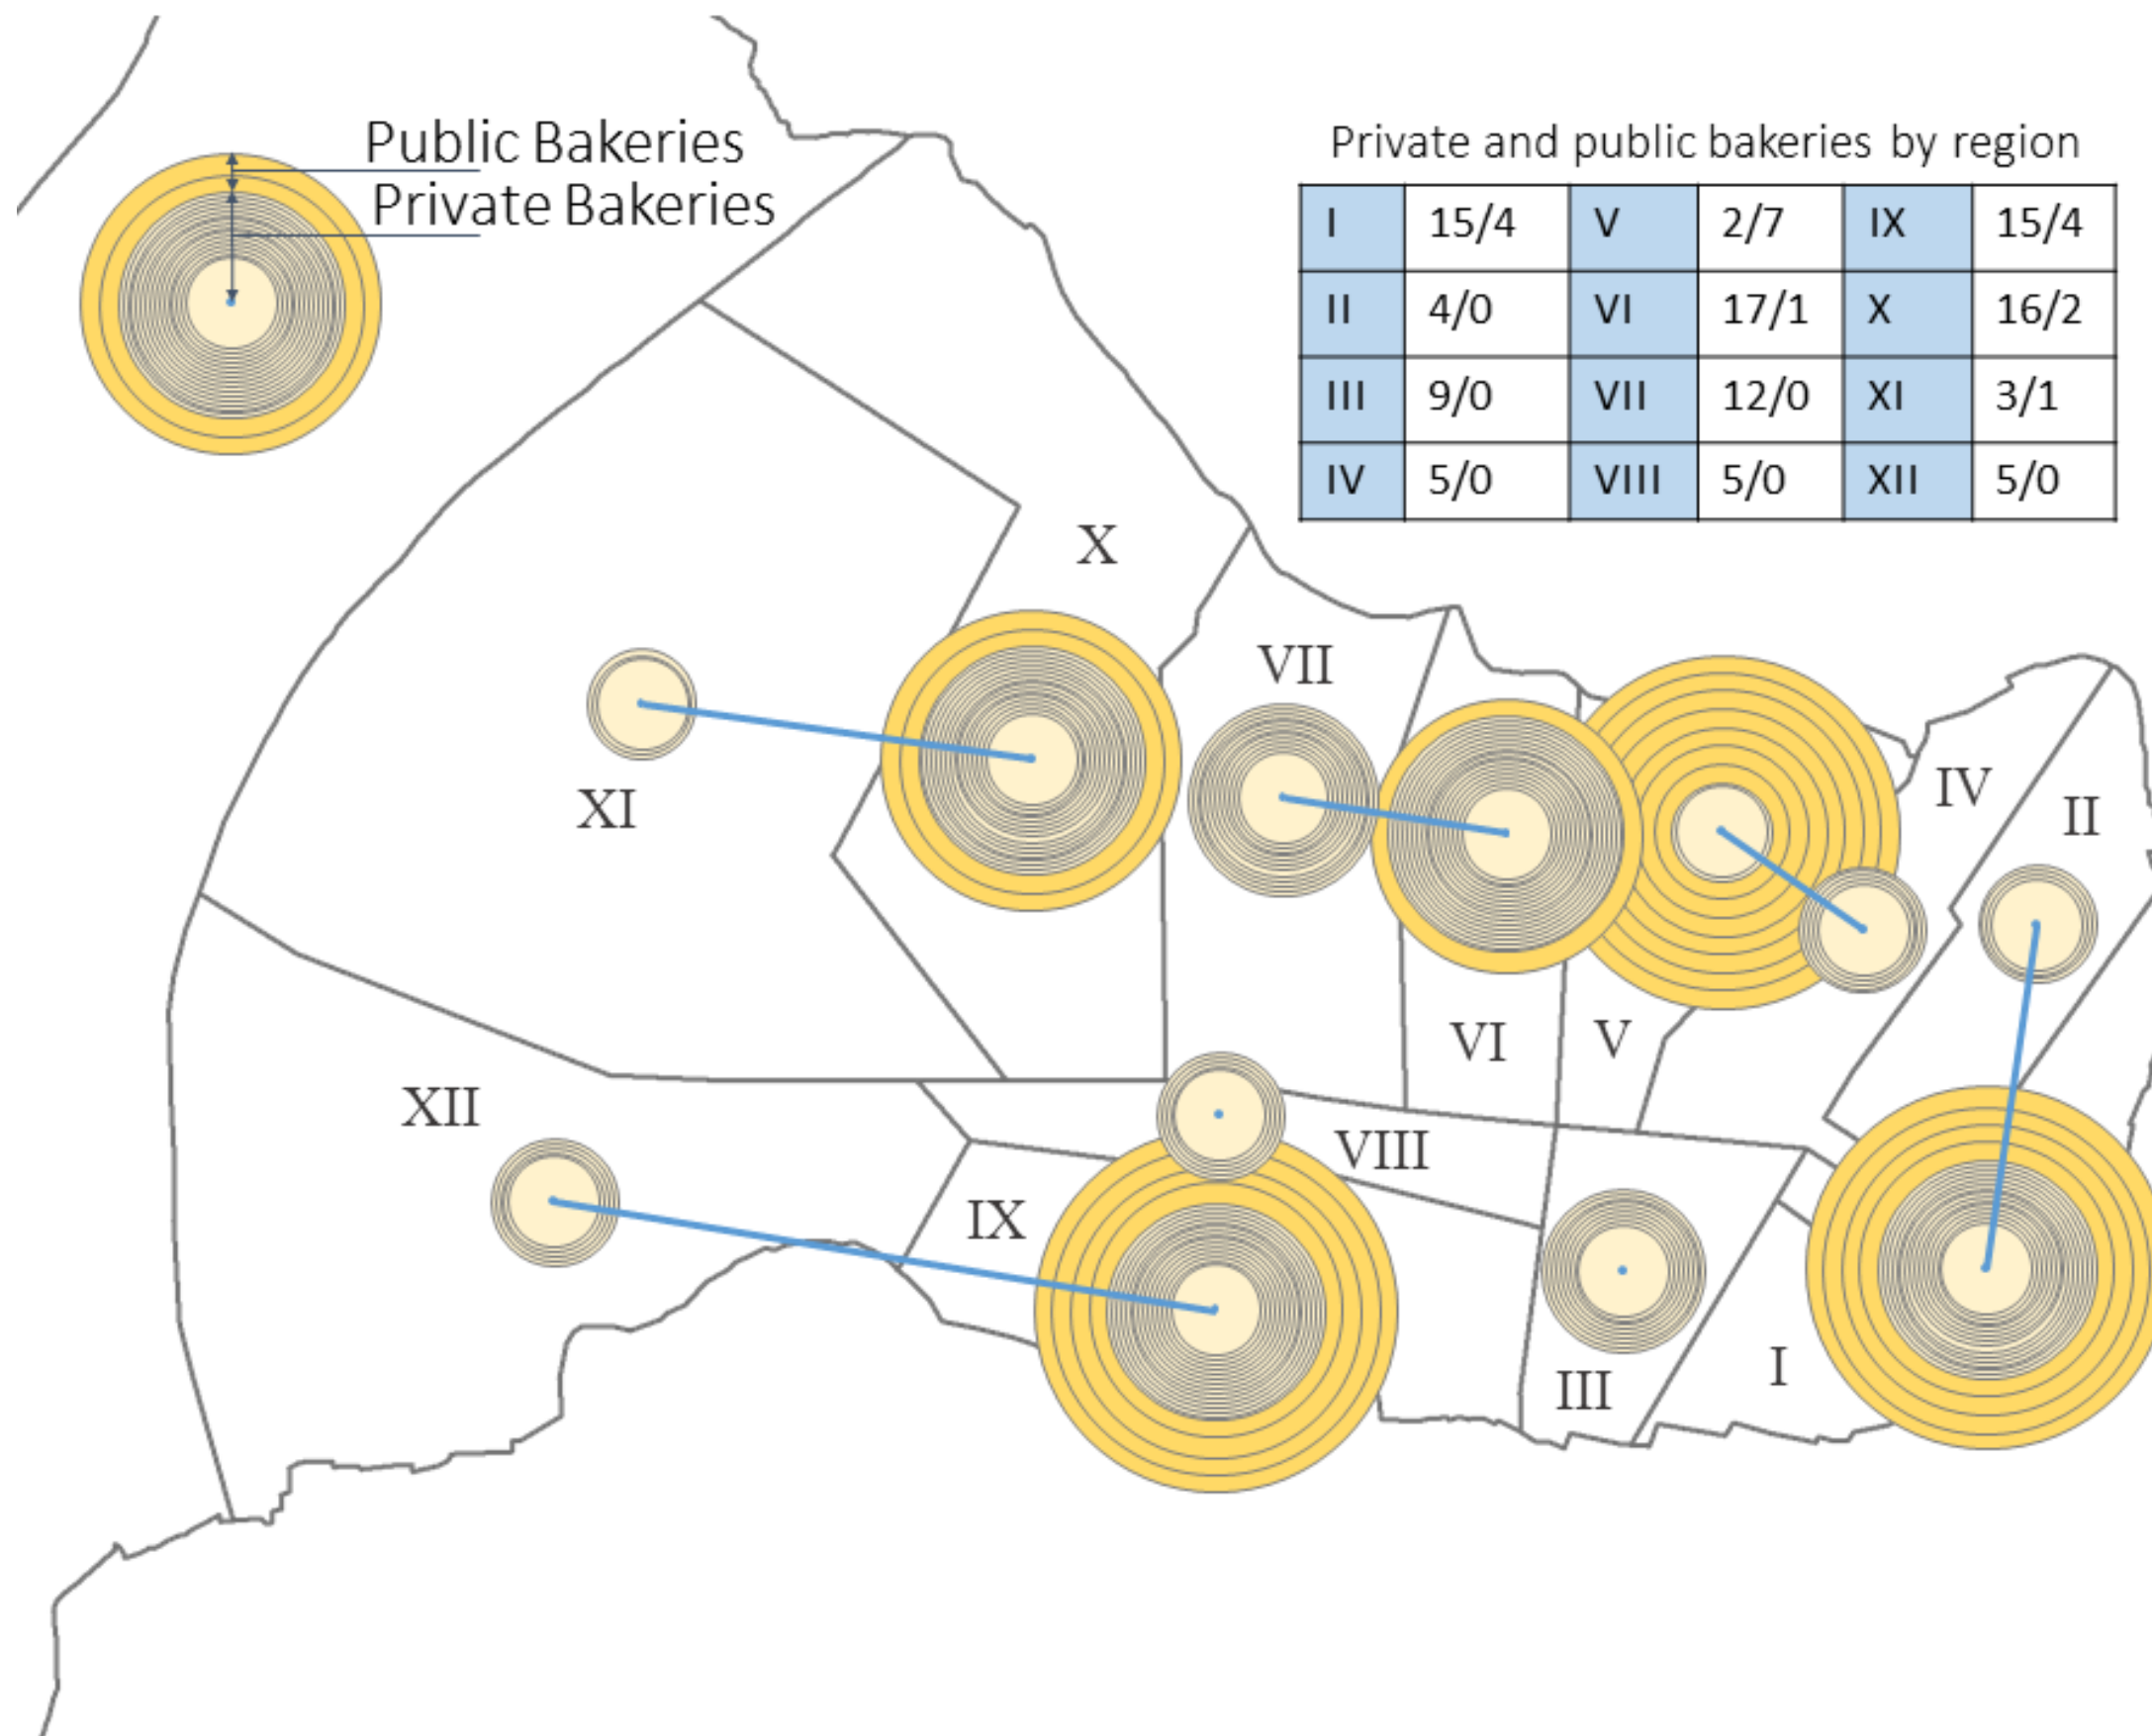 Public Bakeries
Private Bakeries
Private and public bakeries by region
I 15/4 V 2/7 IX 15/4
II 4/0 VI 17/1 X 16/2
III 9/0 VII 12/0 XI 3/1
IV 5/0 VIII 5/0 XII 5/0
X
VII
IV
II
XI
VI
V
XII
VIII
IX
I
III